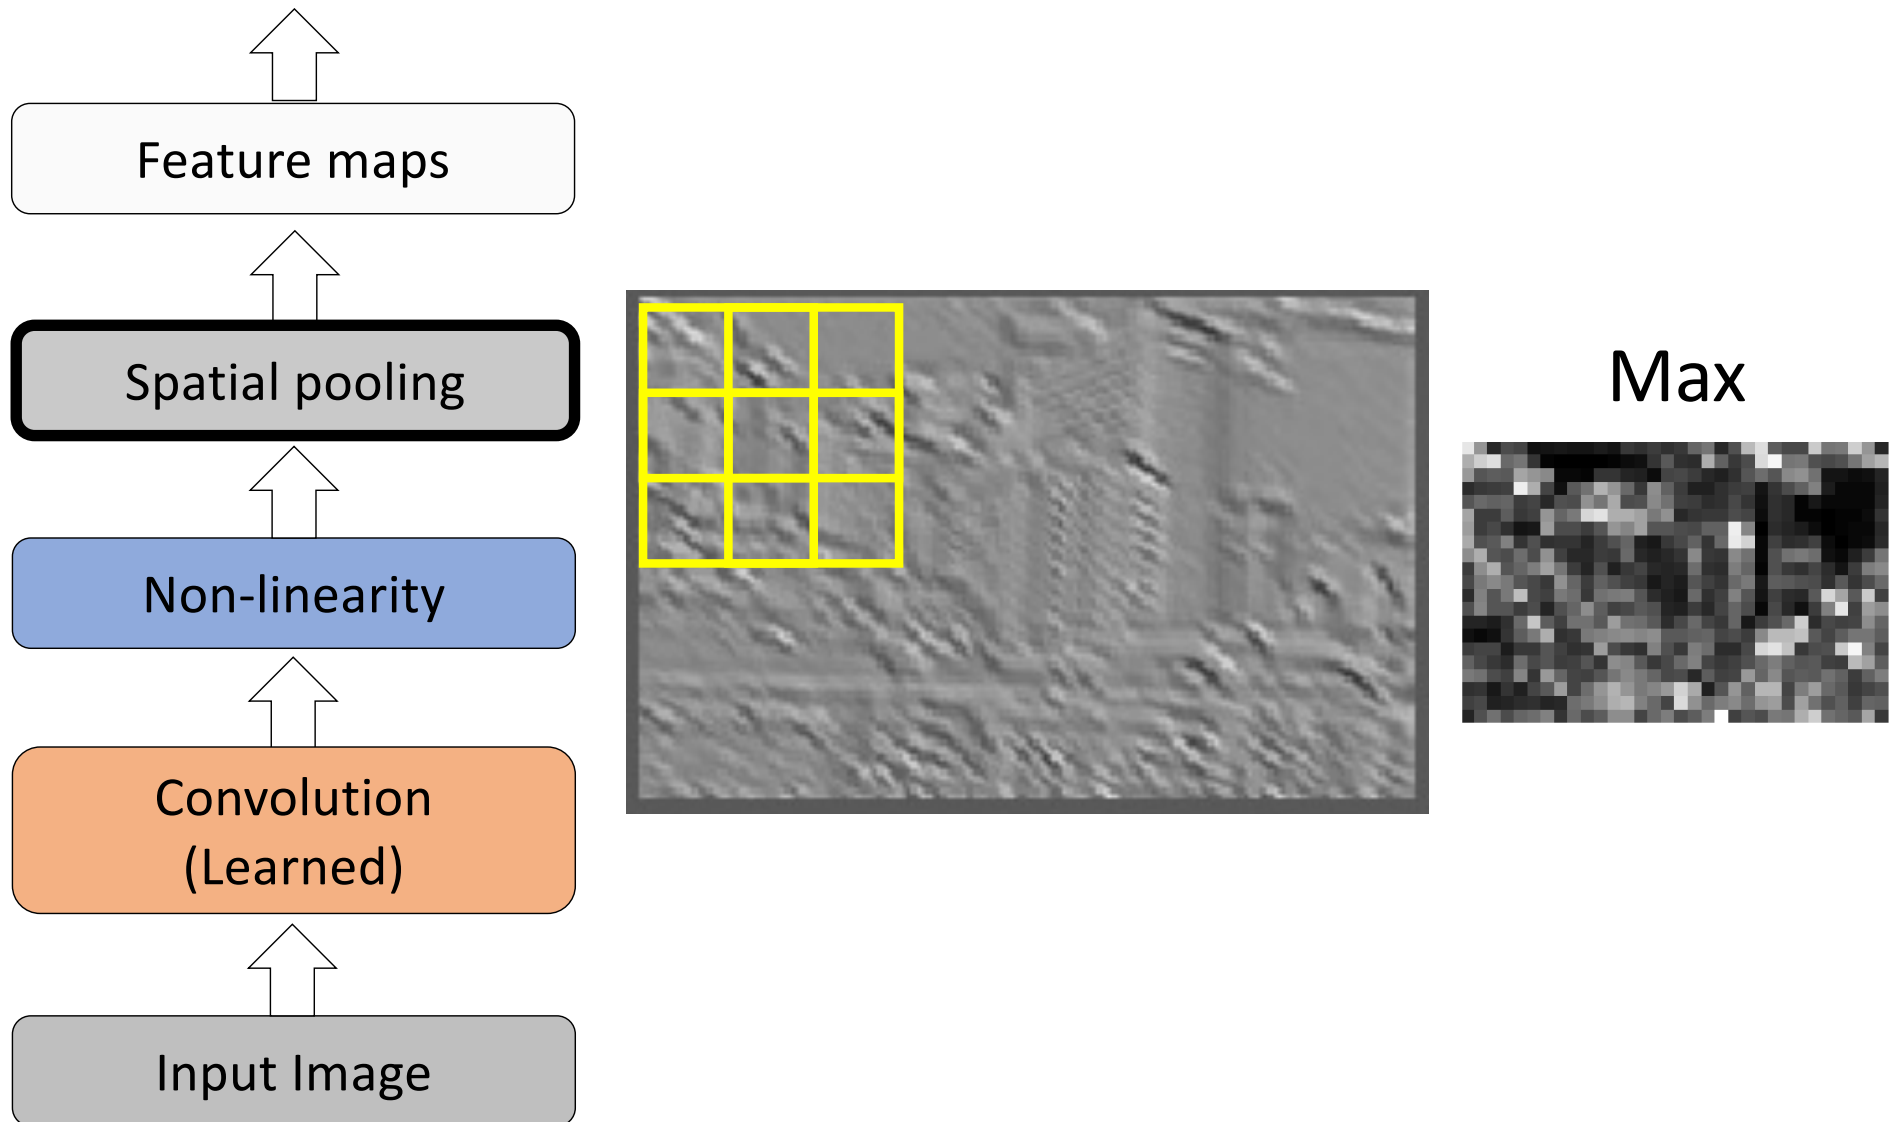 Feature maps
Spatial pooling
Max
Non-linearity
Convolution
(Learned)
Input Image